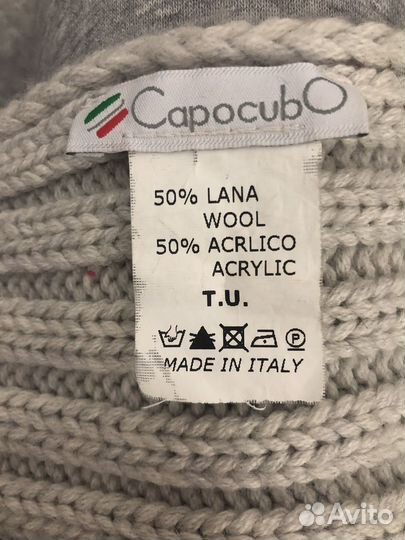 CapocubO
50% LANA
WOOL
50% ACRLICO
ACRYLIC
T.U.
P
MADE IN ITALY
Avito